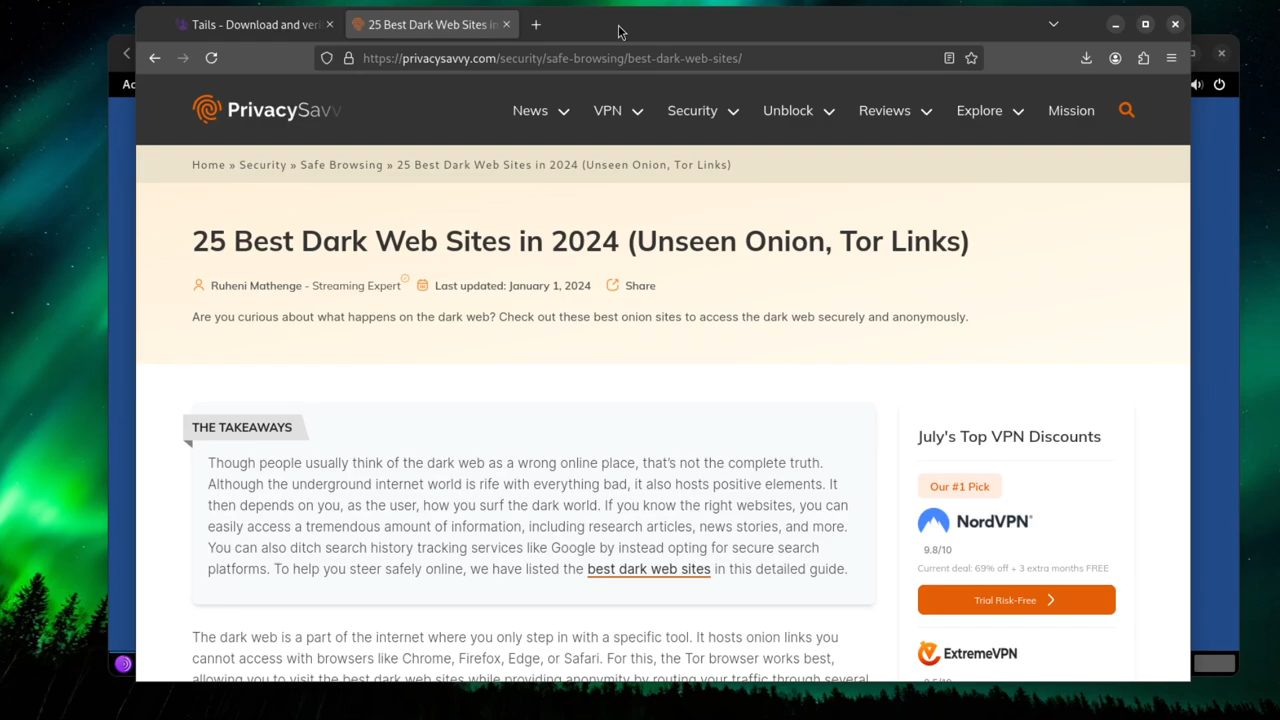 Tails - Download and veri
25 Best Dark Web Sites in
https://privacysavvy.com/security/safe-browsing/best-dark-web-sites/
Ac
PrivacySavv
News
VPN
Security
Unblock
Reviews
Explore
Mission
Home » Security » Safe Browsing » 25 Best Dark Web Sites in 2024 (Unseen Onion, Tor Links)
25 Best Dark Web Sites in 2024 (Unseen Onion, Tor Links)
Ruheni Mathenge - Streaming Expert
Last updated: January 1, 2024
Share
Are you curious about what happens on the dark web? Check out these best onion sites to access the dark web securely and anonymously.
THE TAKEAWAYS
Though people usually think of the dark web as a wrong online place, that’s not the complete truth.
Although the underground internet world is rife with everything bad, it also hosts positive elements. It
then depends on you, as the user, how you surf the dark world. If you know the right websites, you can
easily access a tremendous amount of information, including research articles, news stories, and more.
You can also ditch search history tracking services like Google by instead opting for secure search
platforms. To help you steer safely online, we have listed the best dark web sites in this detailed guide.
The dark web is a part of the internet where you only step in with a specific tool. It hosts onion links you
cannot access with browsers like Chrome, Firefox, Edge, or Safari. For this, the Tor browser works best,
allowing you to visit the best dark web sites while providing anonymity by routing your traffic through several
July's Top VPN Discounts
Our #1 Pick
NordVPN
9.8/10
Current deal: 69% off + 3 extra months FREE
Trial Risk-Free
ExtremeVPN